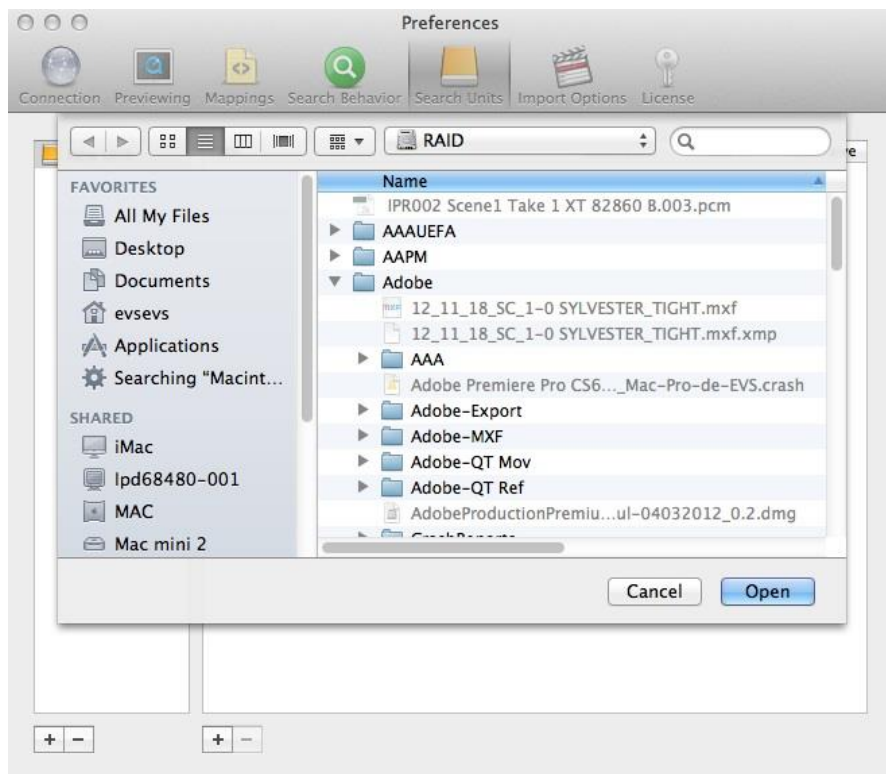 Preferences
Connection Previewing Mappings Search Behavior Search Units Import Options License
RAID
FAVORITES
All My Files
Desktop
Documents
evsevs
Applications
Searching “Macint...
SHARED
iMac
lpd68480-001
MAC
Mac mini 2
Name
IPR002 Scene1 Take 1 XT 82860 B.003.pcm
AAAUEFA
AAPM
Adobe
12_11_18_SC_1-0 SYLVESTER_TIGHT.mxf
12_11_18_SC_1-0 SYLVESTER_TIGHT.mxf.xmp
AAA
Adobe Premiere Pro CS6..._Mac-Pro-de-EVS.crash
Adobe-Export
Adobe-MXF
Adobe-QT Mov
Adobe-QT Ref
AdobeProductionPremiu...ul-04032012_0.2.dmg
Cancel Open